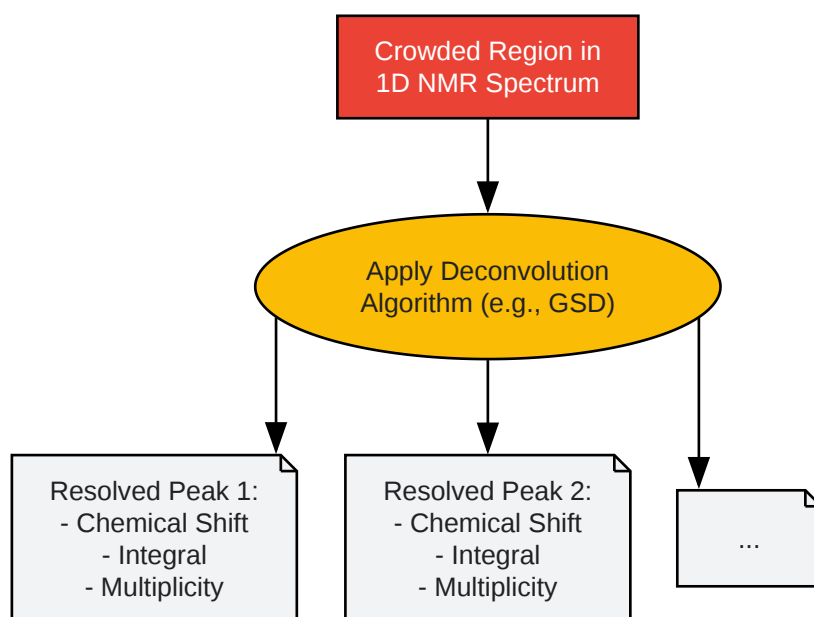 Crowded Region in
1D NMR Spectrum
Apply Deconvolution
Algorithm (e.g., GSD)
Resolved Peak 1:
- Chemical Shift
- Integral
- Multiplicity
Resolved Peak 2:
- Chemical Shift
- Integral
- Multiplicity
...